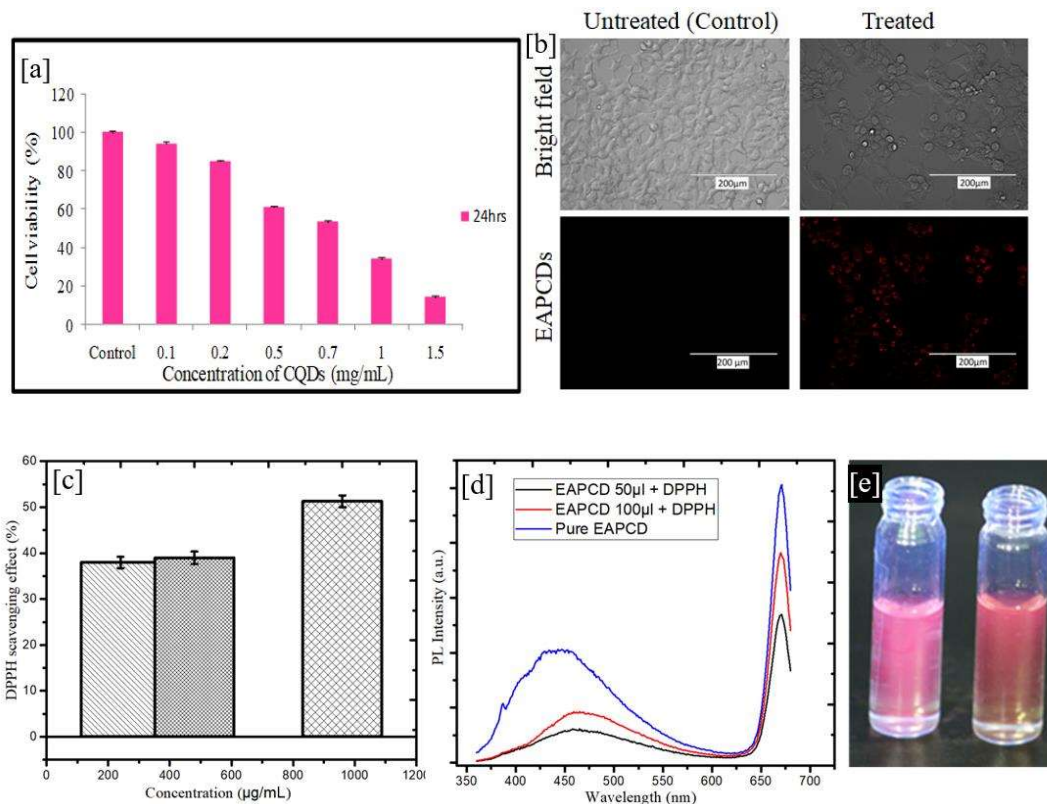 Untreated (Control) Treated
[a]
Cell viability (%)
120
100
80
60
40
20
0
24hrs
Control 0.1 0.2 0.5 0.7 1 1.5
Concentration of CQDs (mg/mL)
[b]
Bright field
200µm 200µm
EAPCDs
200 µm 200µm
[c]
DPPH scavenging effect (%)
60
50
40
30
20
10
0
0 200 400 600 800 1000 1200
Concentration (µg/mL)
[d]
EAPCD 50µl + DPPH
EAPCD 100µl + DPPH
Pure EAPCD
PL Intensity (a.u.)
350 400 450 500 550 600 650 700
Wavelength (nm)
[e]